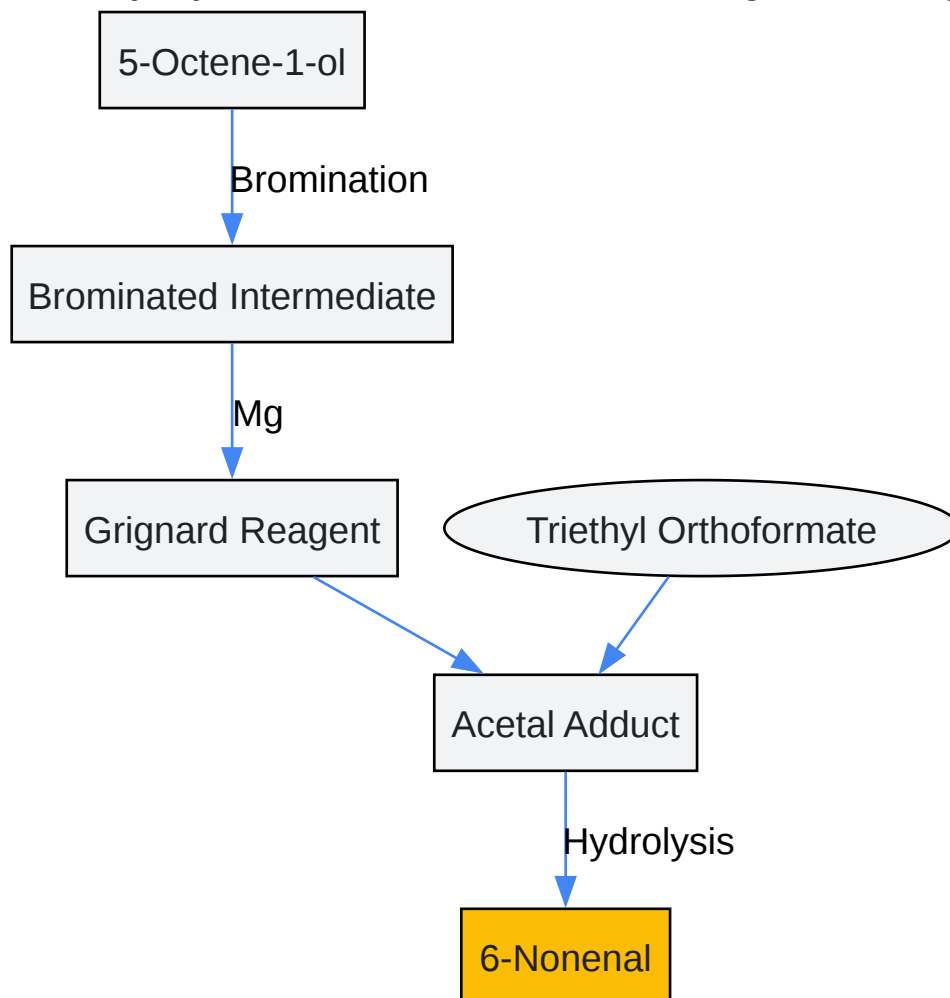 5-Octene-1-ol
Bromination
Brominated Intermediate
Mg
Grignard Reagent
Triethyl Orthoformate
Acetal Adduct
Hydrolysis
6-Nonenal